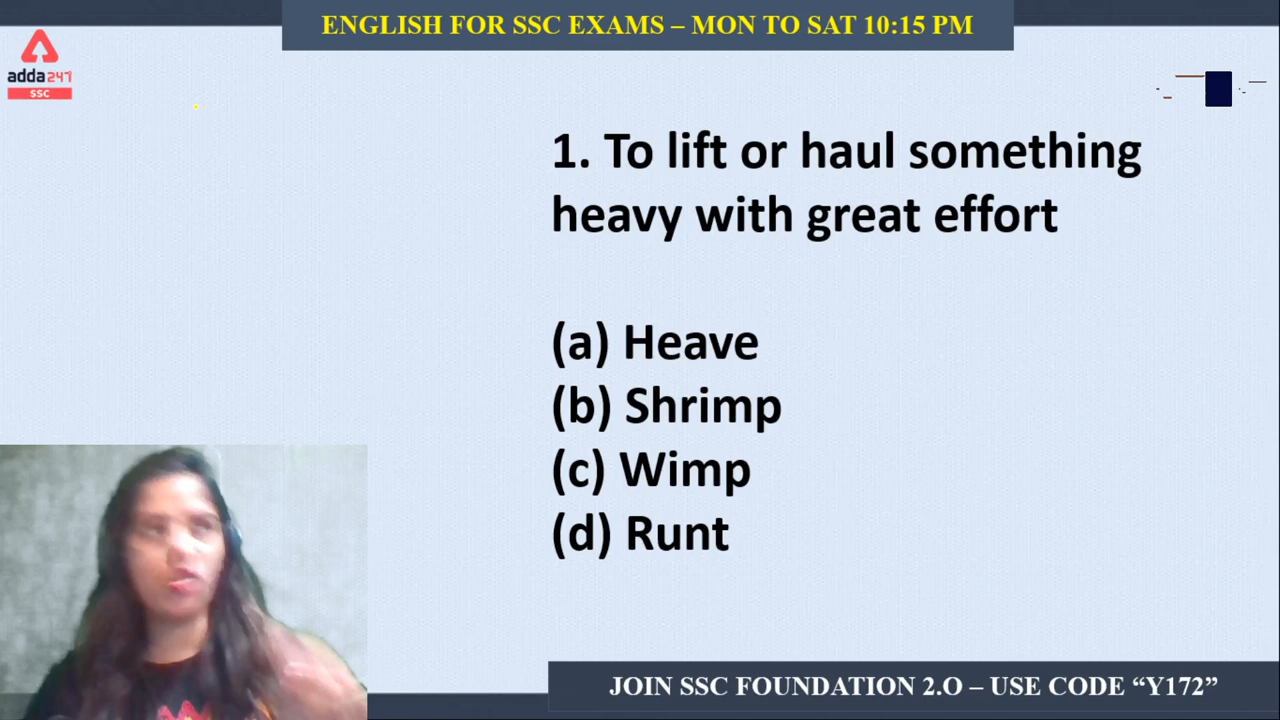 ENGLISH FOR SSC EXAMS – MON TO SAT 10:15 PM
adda247
SSC
1. To lift or haul something
heavy with great effort
(a) Heave
(b) Shrimp
(c) Wimp
(d) Runt
JOIN SSC FOUNDATION 2.O – USE CODE “Y172”